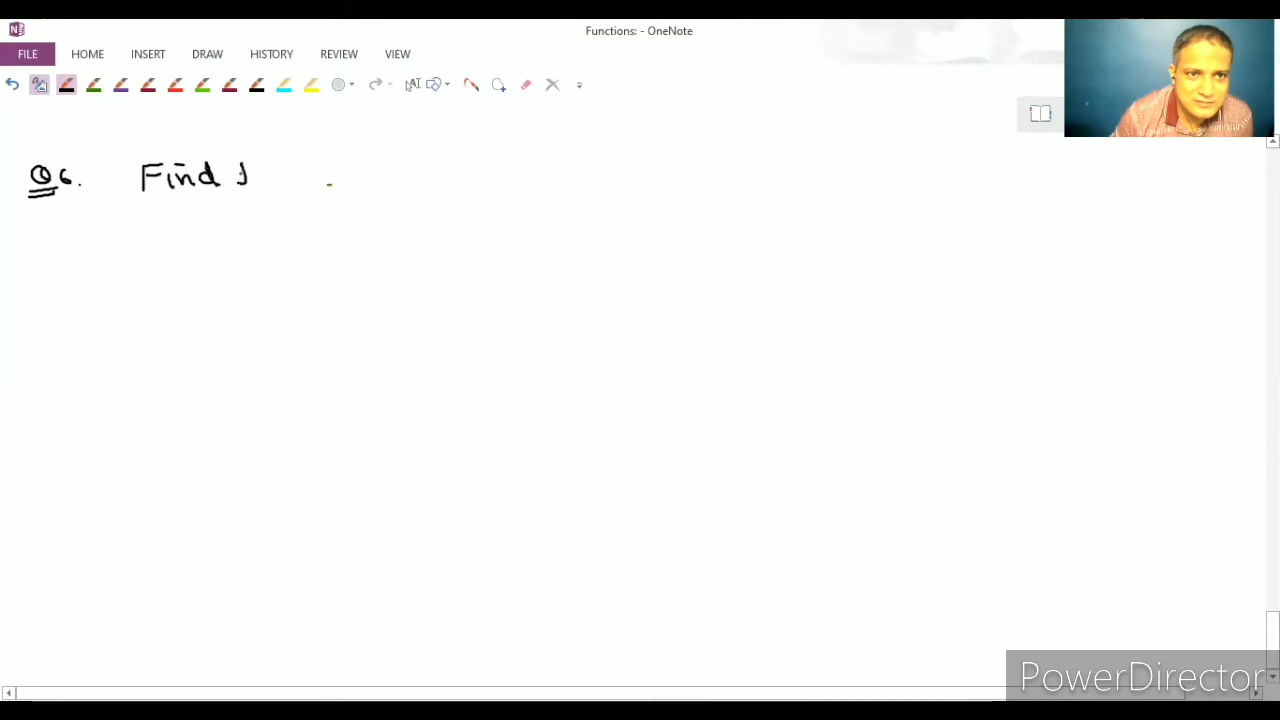 Functions: - OneNote
FILE HOME INSERT DRAW HISTORY REVIEW VIEW
Q6. Find
PowerDirector